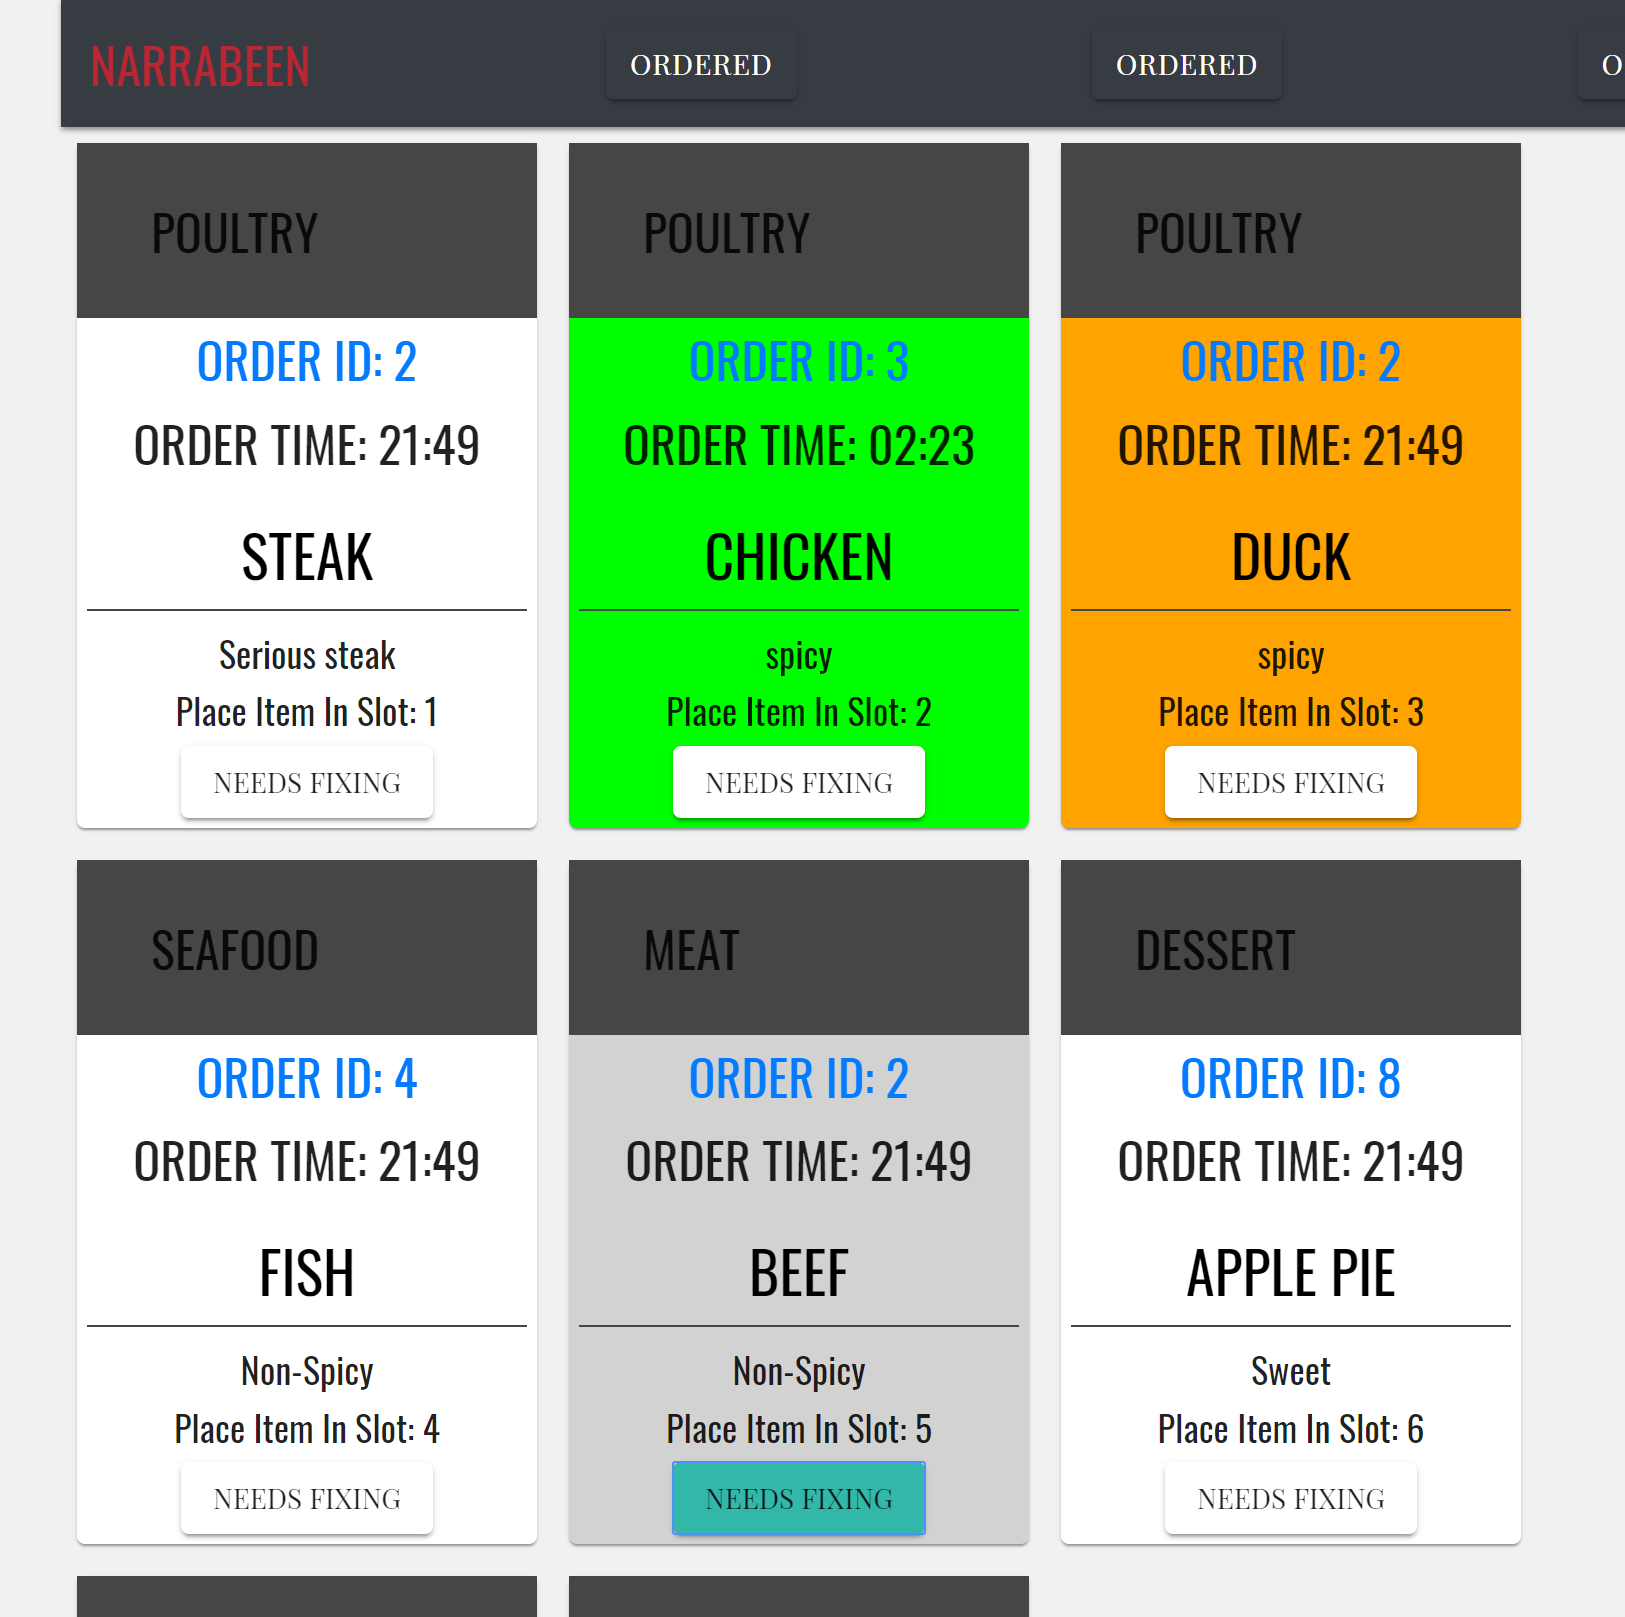 NARRABEEN
ORDERED
ORDERED
O
POULTRY
ORDER ID: 2
ORDER TIME: 21:49
STEAK
Serious steak
Place Item In Slot: 1
NEEDS FIXING
POULTRY
ORDER ID: 3
ORDER TIME: 02:23
CHICKEN
spicy
Place Item In Slot: 2
NEEDS FIXING
POULTRY
ORDER ID: 2
ORDER TIME: 21:49
DUCK
spicy
Place Item In Slot: 3
NEEDS FIXING
SEAFOOD
ORDER ID: 4
ORDER TIME: 21:49
FISH
Non-Spicy
Place Item In Slot: 4
NEEDS FIXING
MEAT
ORDER ID: 2
ORDER TIME: 21:49
BEEF
Non-Spicy
Place Item In Slot: 5
NEEDS FIXING
DESSERT
ORDER ID: 8
ORDER TIME: 21:49
APPLE PIE
Sweet
Place Item In Slot: 6
NEEDS FIXING